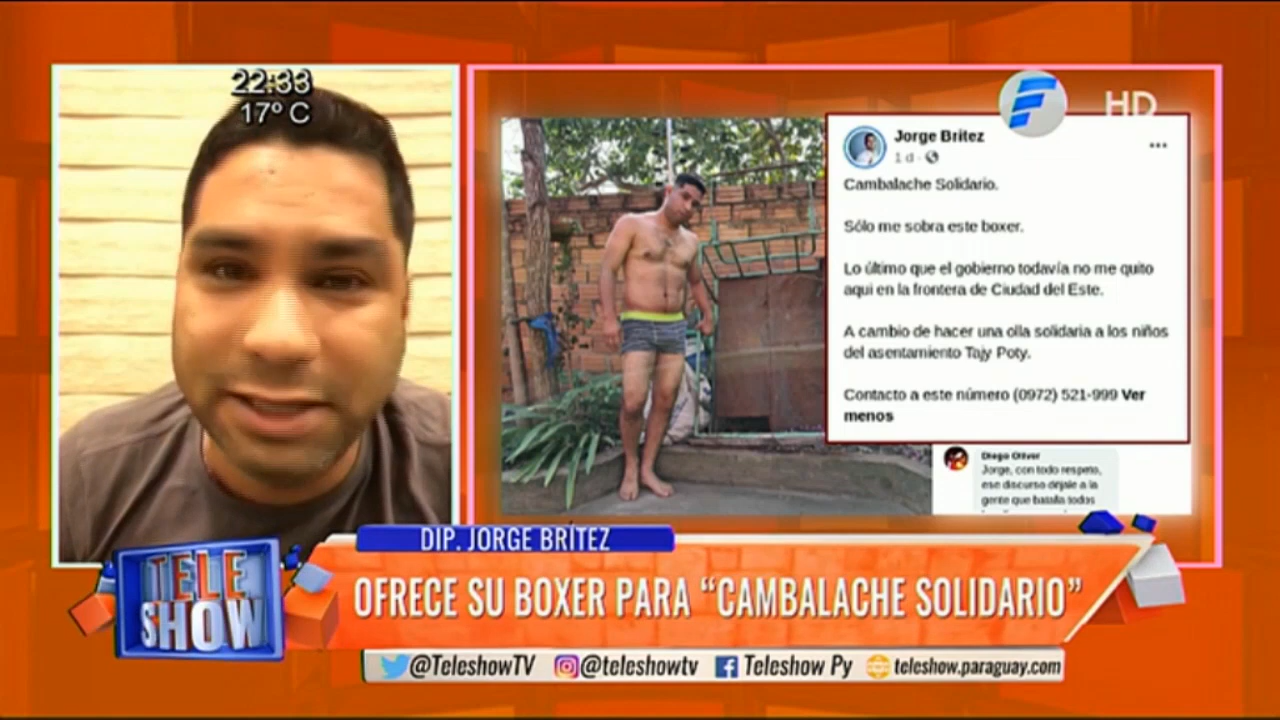 22:33
17º C
HD
Jorge Britez
1 d
Cambalache Solidario.
Sólo me sobra este boxer.
Lo último que el gobierno todavía no me quito
aqui en la frontera de Ciudad del Este.
A cambio de hacer una olla solidaria a los niños
del asentamiento Tajy Poty.
Contacto a este número (0972) 521-999 Ver
menos
Diego Oliver
Jorge, con todo respeto,
ese discurso dejale a la
gente que batalla todos
DIP. JORGE BRÍTEZ
TELE
SHOW
OFRECE SU BOXER PARA “CAMBALACHE SOLIDARIO”
@TeleshowTV @teleshowtv Teleshow Py teleshow.paraguay.com